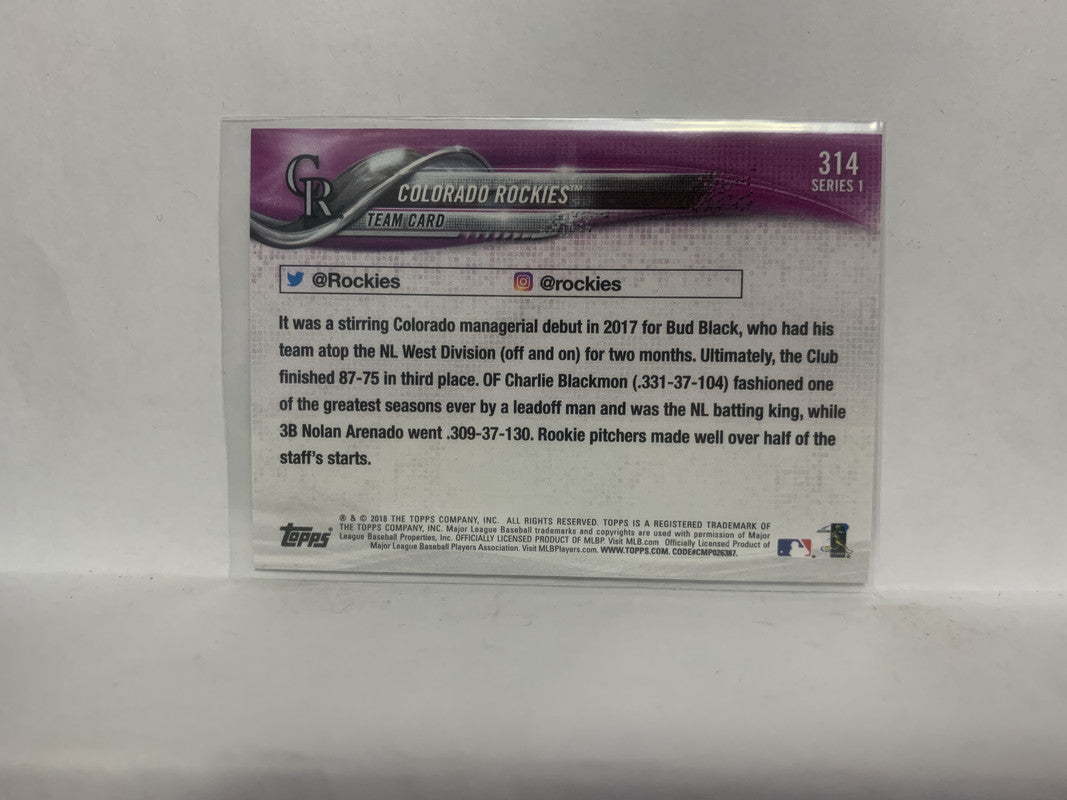 CR
COLORADO ROCKIES™
TEAM CARD
314
SERIES 1
@Rockies
@rockies
It was a stirring Colorado managerial debut in 2017 for Bud Black, who had his
team atop the NL West Division (off and on) for two months. Ultimately, the Club
finished 87-75 in third place. OF Charlie Blackmon (.331-37-104) fashioned one
of the greatest seasons ever by a leadoff man and was the NL batting king, while
3B Nolan Arenado went .309-37-130. Rookie pitchers made well over half of the
staff's starts.
Topps
® & © 2018 THE TOPPS COMPANY, INC. ALL RIGHTS RESERVED. TOPPS IS A REGISTERED TRADEMARK OF
THE TOPPS COMPANY, INC. Major League Baseball trademarks and copyrights are used with permission of Major
League Baseball Properties, Inc. OFFICIALLY LICENSED PRODUCT OF MLBP. Visit MLB.com Officially Licensed Product of
Major League Baseball Players Association. Visit MLBPlayers.com. WWW.TOPPS.COM. CODE#CMP026387.